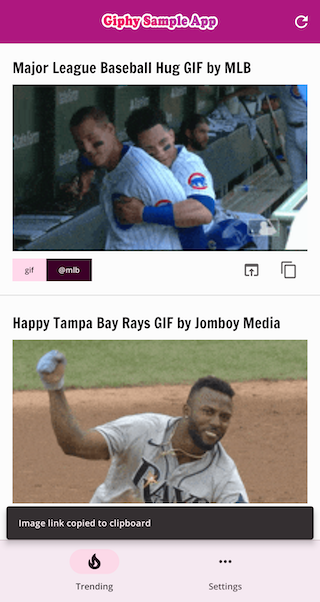 Giphy Sample App
Major League Baseball Hug GIF by MLB
gif
@mlb
Happy Tampa Bay Rays GIF by Jomboy Media
Image link copied to clipboard
Trending
Settings